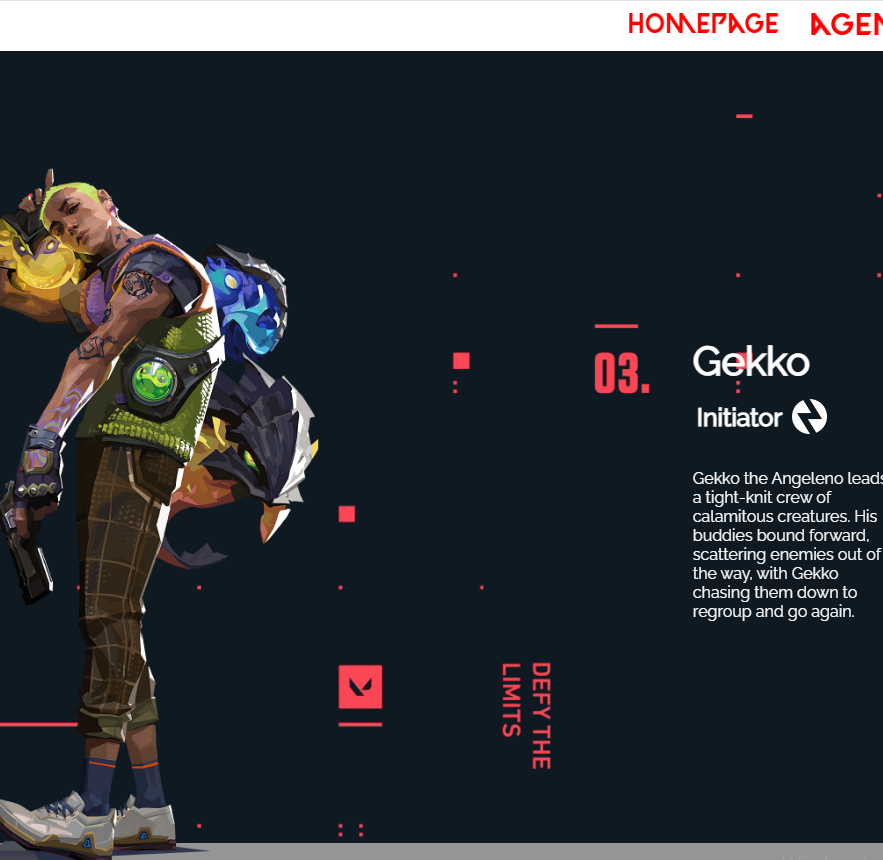 HOMEPAGE
03.
Gekko
Initiator
Gekko the Angeleno leads
a tight-knit crew of
calamitous creatures. His
buddies bound forward,
scattering enemies out of
the way, with Gekko
chasing them down to
regroup and go again.
DEFY THE
LIMITS